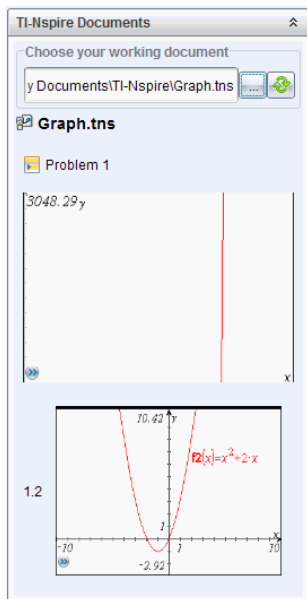 TI-Nspire Documents
Choose your working document
y Documents\TI-Nspire\Graph.tns
...
Graph.tns
Problem 1
3048.29 y
x
1.2
10.42 y
f2(x)=x²+2·x
1
x
-10
1
10
-2.92